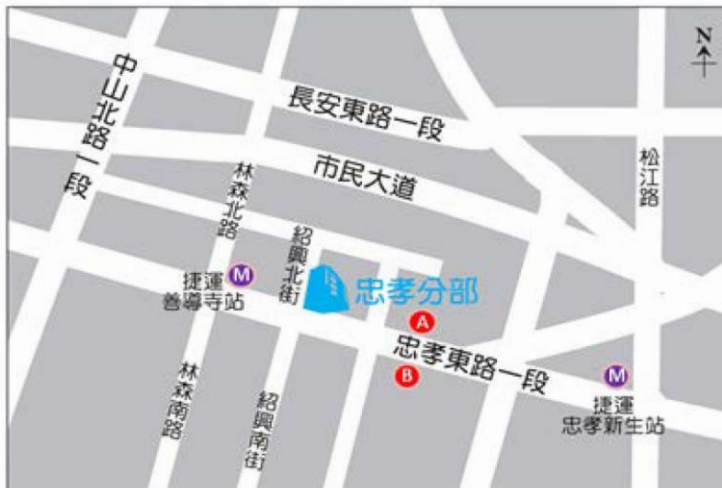 N
中山北路一段
長安東路一段
松江路
市民大道
林森北路
紹興北街
捷運
善導寺站
M
忠孝分部
A
忠孝東路一段
B
M
捷運
忠孝新生站
林森南路
紹興南街